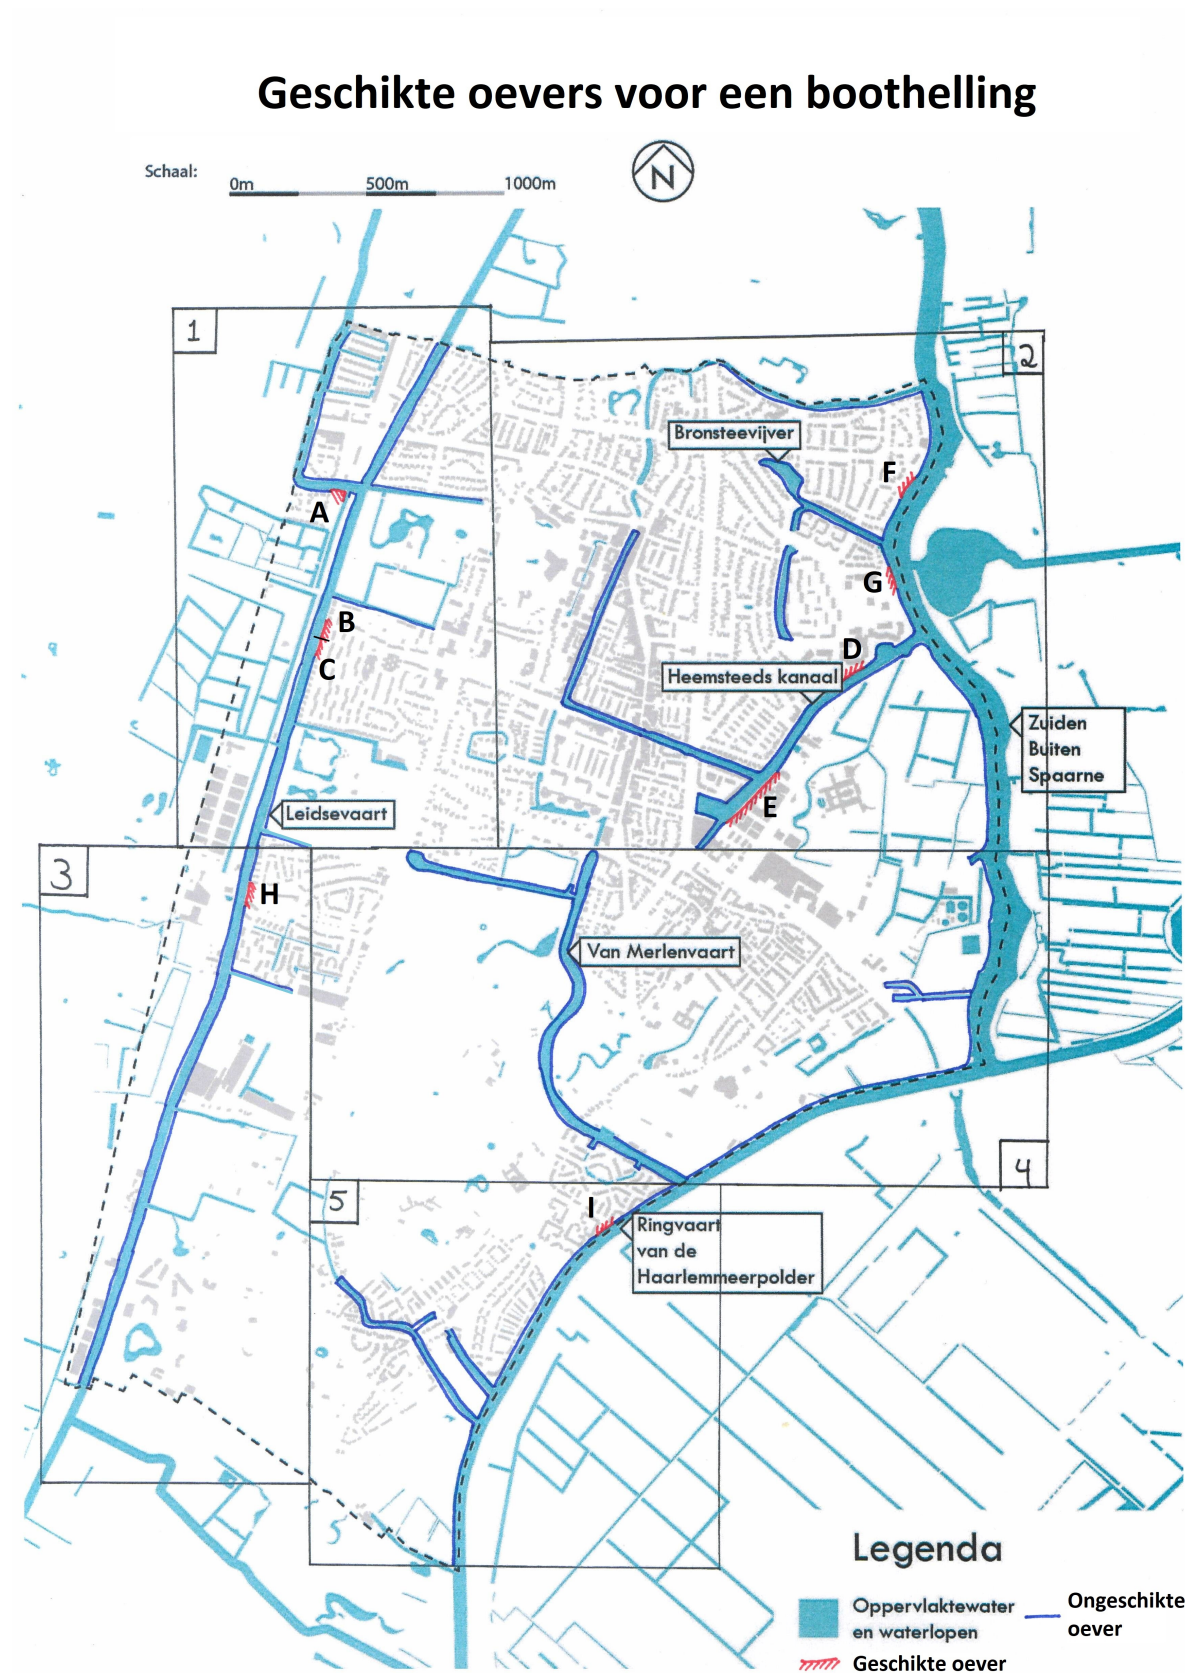 Geschikte oevers voor een boothelling
Schaal:
0m 500m 1000m
N
1
2
Bronsteevijver
F
A
G
B
D
C
Heemsteeds kanaal
Zuiden
Buiten
Spaarne
E
Leidsevaart
3
H
Van Merlenvaart
4
5
I
Ringvaart
van de
Haarlemmeerpolder
Legenda
Oppervlaktewater
en waterlopen
Ongeschikte
oever
Geschikte oever